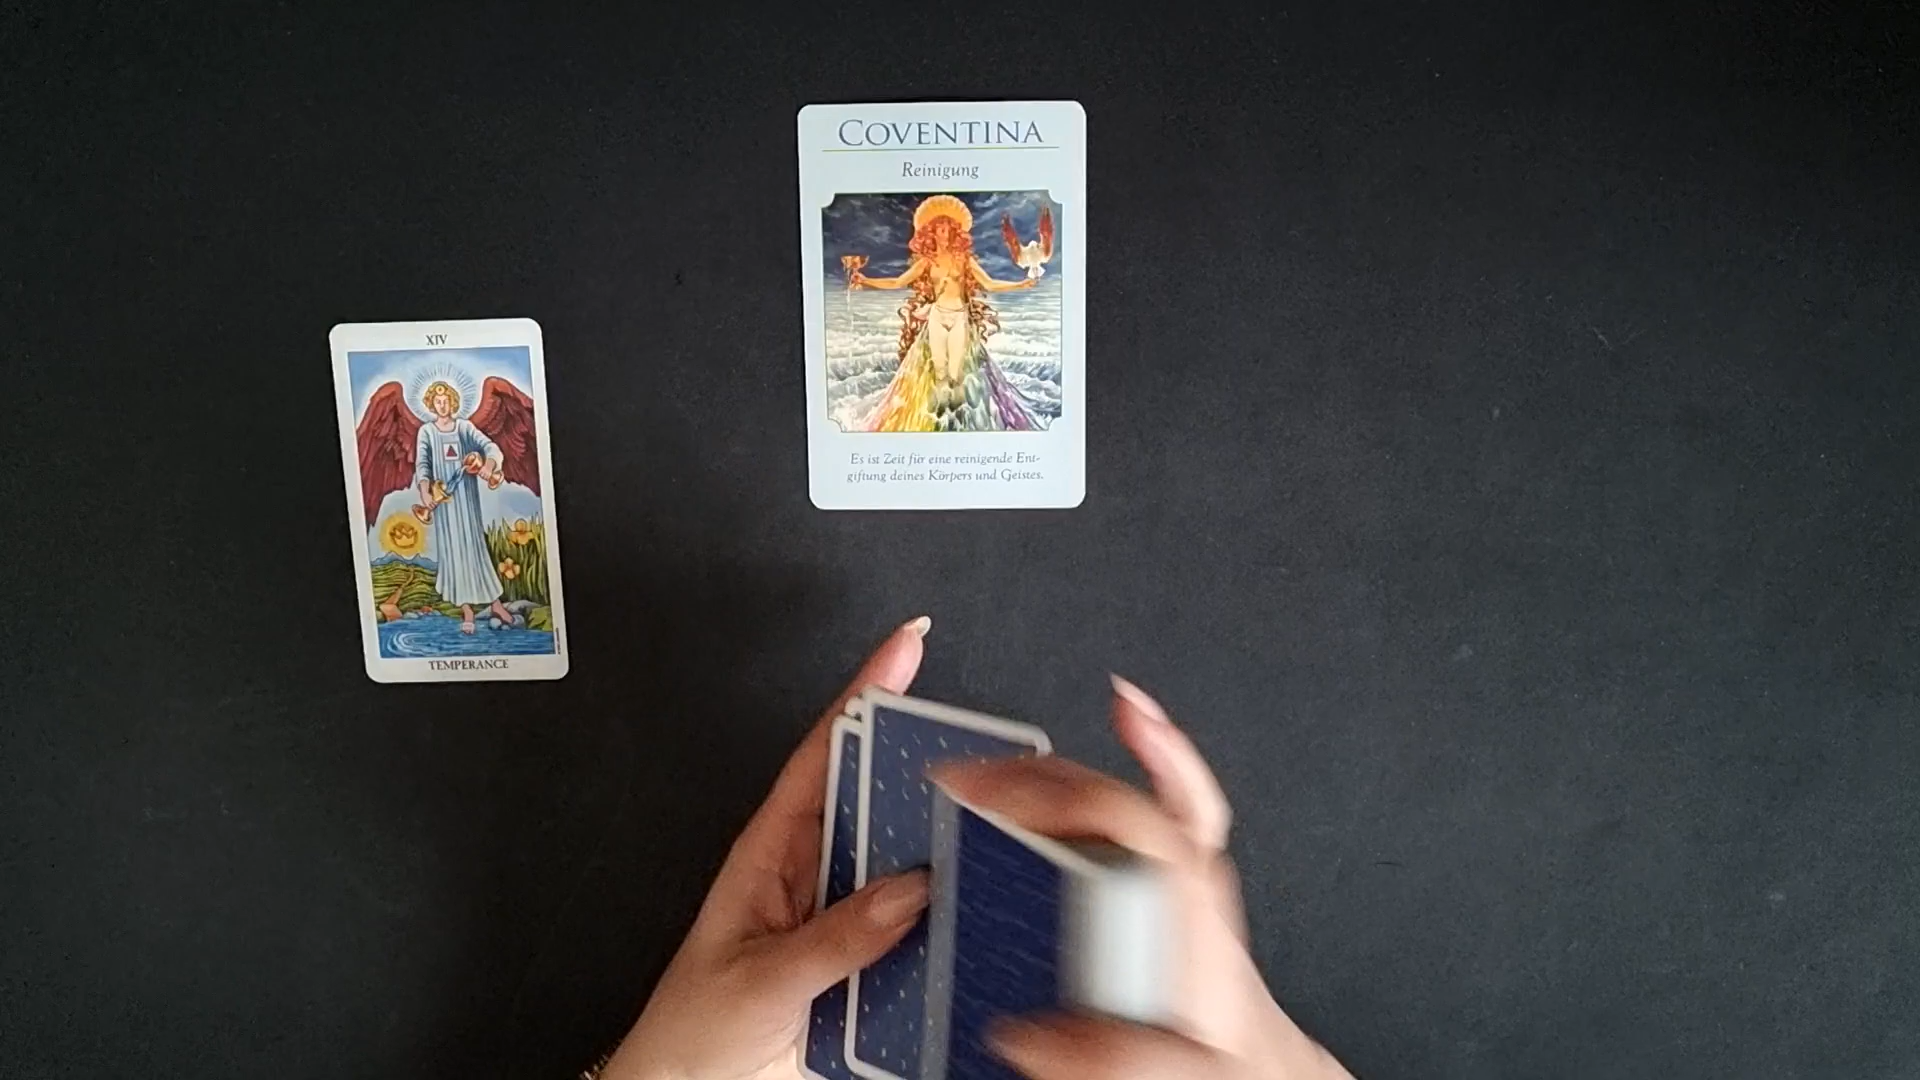 COVENTINA
Reinigung
Es ist Zeit für eine reinigende Ent-
giftung deines Körpers und Geistes.
XIV
TEMPERANCE